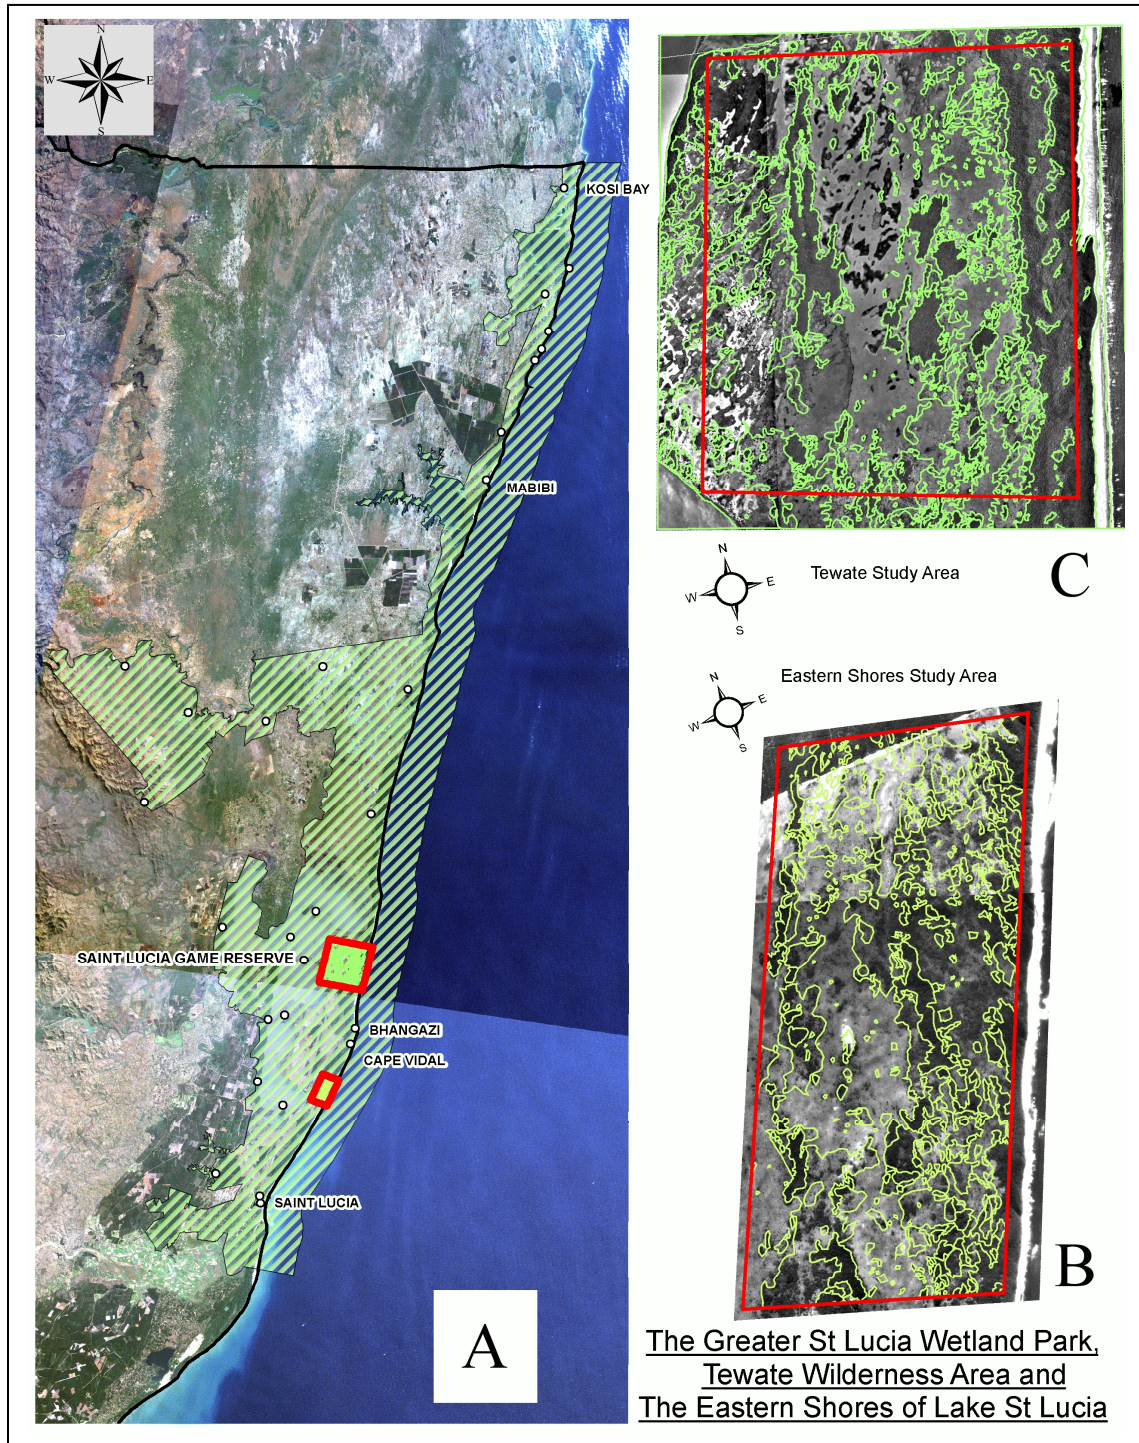 N
W E
S
KOSI BAY
MABIBI
SAINT LUCIA GAME RESERVE
BHANGAZI
CAPE VIDAL
SAINT LUCIA
A
N
W E
S
Tewate Study Area
C
Eastern Shores Study Area
N
W E
S
B
The Greater St Lucia Wetland Park,
Tewate Wilderness Area and
The Eastern Shores of Lake St Lucia